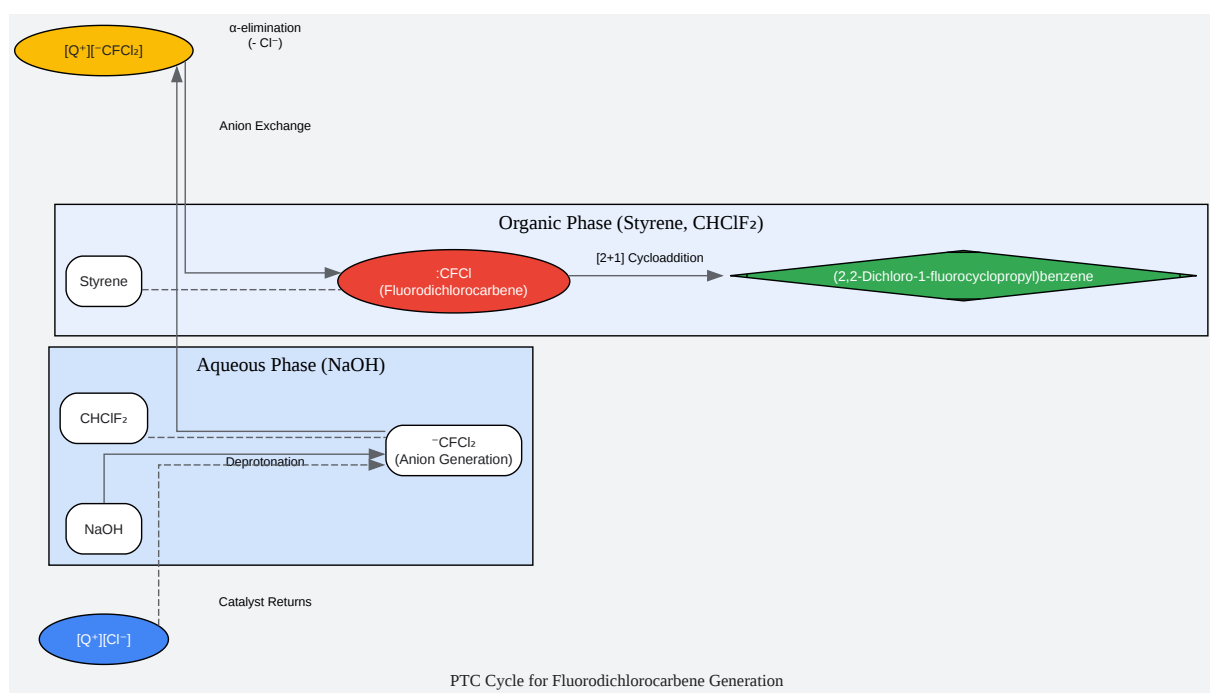 α-elimination
(- Cl⁻)
[Q⁺][⁻CFCl₂]
Anion Exchange
Organic Phase (Styrene, CHClF₂)
[2+1] Cycloaddition
Styrene
:CFCl
(Fluorodichlorocarbene)
(2,2-Dichloro-1-fluorocyclopropyl)benzene
Aqueous Phase (NaOH)
CHClF₂
⁻CFCl₂
(Anion Generation)
Deprotonation
NaOH
Catalyst Returns
[Q⁺][Cl⁻]
PTC Cycle for Fluorodichlorocarbene Generation